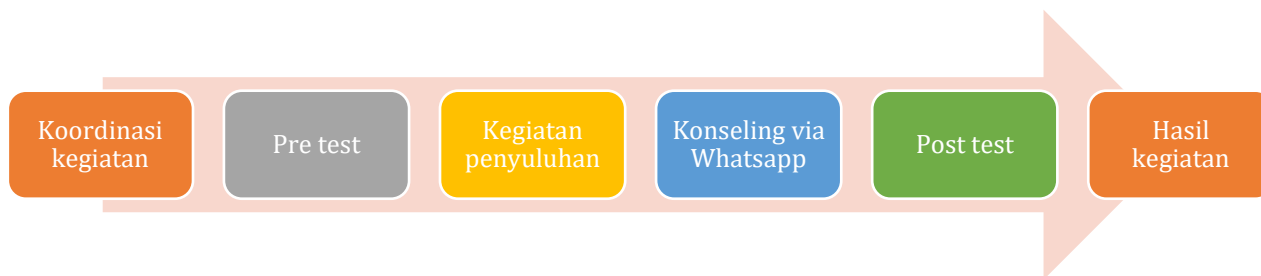 Koordinasi
kegiatan
Pre test
Kegiatan
penyuluhan
Konseling via
Whatsapp
Post test
Hasil
kegiatan